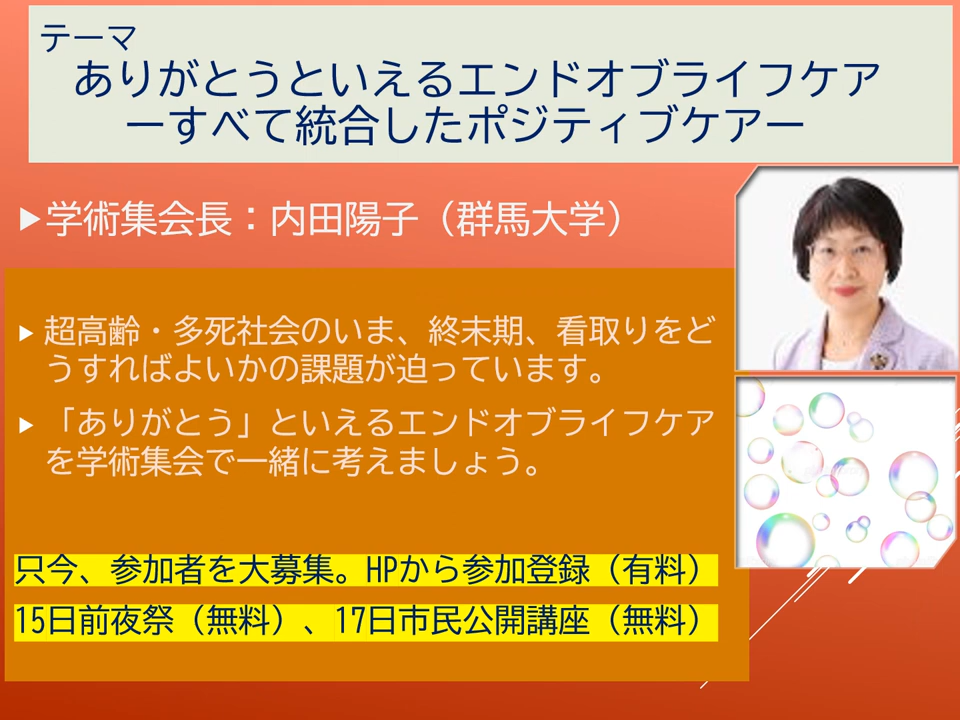 テーマ
ありがとうといえるエンドオブライフケア
ーすべて統合したポジティブケアー
▶学術集会長：内田陽子（群馬大学）
▶超高齢・多死社会のいま、終末期、看取りをど
うすればよいかの課題が迫っています。
▶「ありがとう」といえるエンドオブライフケア
を学術集会で一緒に考えましょう。
只今、参加者を大募集。HPから参加登録（有料）
15日前夜祭（無料）、17日市民公開講座（無料）